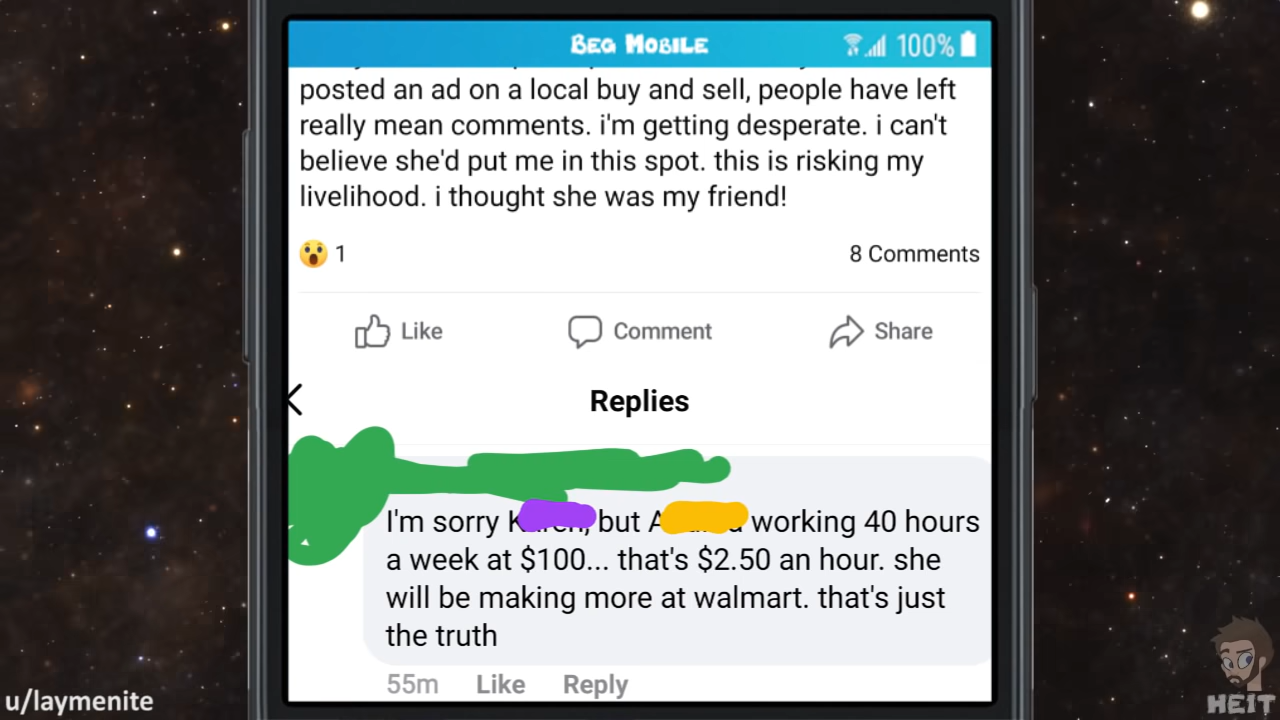 BEG MOBILE
100%
posted an ad on a local buy and sell, people have left
really mean comments. i'm getting desperate. i can't
believe she'd put me in this spot. this is risking my
livelihood. i thought she was my friend!
1
8 Comments
Like
Comment
Share
Replies
I'm sorry but working 40 hours
a week at $100... that's $2.50 an hour. she
will be making more at walmart. that's just
the truth
55m Like Reply
u/laymenite
HEIT